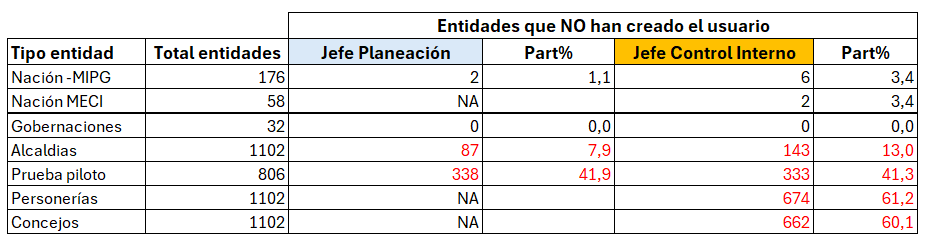 Entidades que NO han creado el usuario
Tipo entidad Total entidades Jefe Planeación Part% Jefe Control Interno Part%
Nación -MIPG 176 2 1,1 6 3,4
Nación MECI 58 NA 2 3,4
Gobernaciones 32 0 0,0 0 0,0
Alcaldias 1102 87 7,9 143 13,0
Prueba piloto 806 338 41,9 333 41,3
Personerías 1102 NA 674 61,2
Concejos 1102 NA 662 60,1